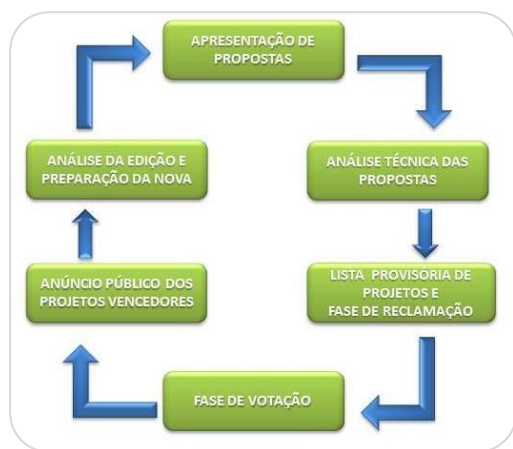 APRESENTAÇÃO DE
PROPOSTAS
ANÁLISE TÉCNICA DAS
PROPOSTAS
LISTA PROVISÓRIA DE
PROJETOS E
FASE DE RECLAMAÇÃO
FASE DE VOTAÇÃO
ANÚNCIO PÚBLICO DOS
PROJETOS VENCEDORES
ANÁLISE DA EDIÇÃO E
PREPARAÇÃO DA NOVA